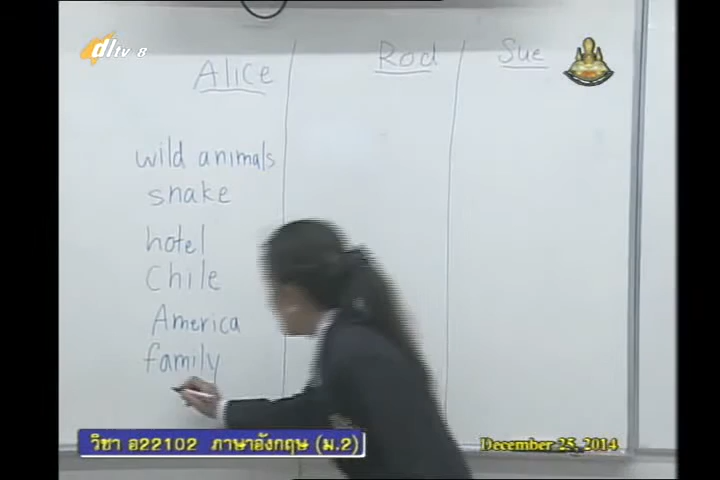 dltv 8
Alice Rod Sue
wild animals
snake
hotel
Chile
America
family
วิชา อ22102 ภาษาอังกฤษ (ม.2)
December 25, 2014